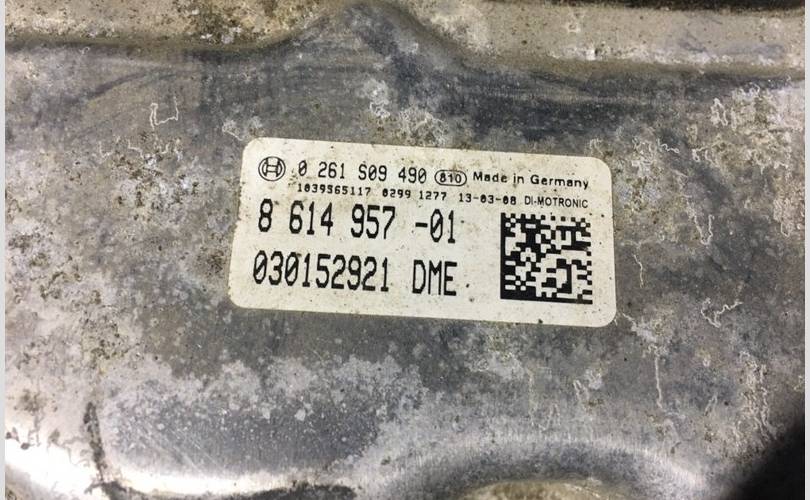 0 261 S09 490 810 Made in Germany
1039S65117 0299 1277 13-03-08 DI-MOTRONIC
8 614 957 -01
030152921 DME